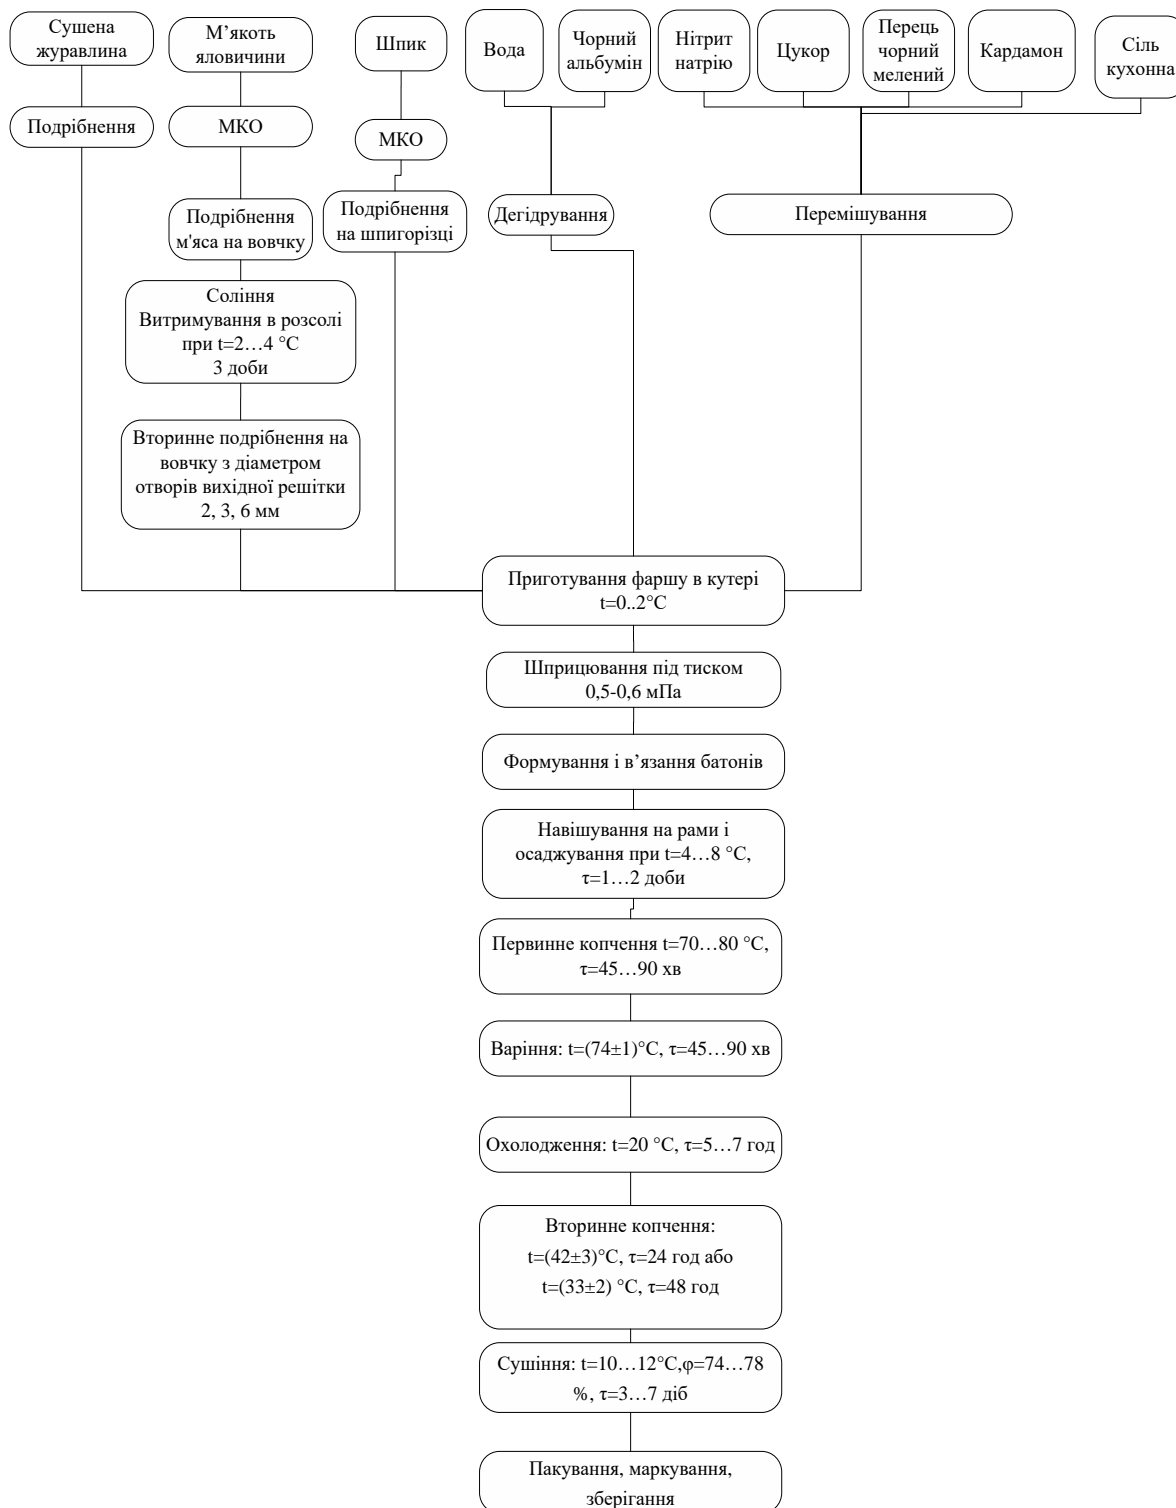 Сушена
журавлина
М’якоть
яловичини
Шпик
Вода
Чорний
альбумін
Нітрит
натрію
Цукор
Перець
чорний
мелений
Кардамон
Сіль
кухонна
Подрібнення
МКО
МКО
Подрібнення
м'яса на вовчку
Подрібнення
на шпигорізці
Дегідрування
Перемішування
Соління
Витримування в розсолі
при t=2…4 °С
3 доби
Вторинне подрібнення на
вовчку з діаметром
отворів вихідної решітки
2, 3, 6 мм
Приготування фаршу в кутері
t=0..2°С
Шприцювання під тиском
0,5-0,6 мПа
Формування і в’язання батонів
Навішування на рами і
осаджування при t=4…8 °С,
τ=1…2 доби
Первинне копчення t=70…80 °С,
τ=45…90 хв
Варіння: t=(74±1)°С, τ=45…90 хв
Охолодження: t=20 °С, τ=5…7 год
Вторинне копчення:
t=(42±3)°С, τ=24 год або
t=(33±2) °С, τ=48 год
Сушіння: t=10…12°С,φ=74…78
%, τ=3…7 діб
Пакування, маркування,
зберігання